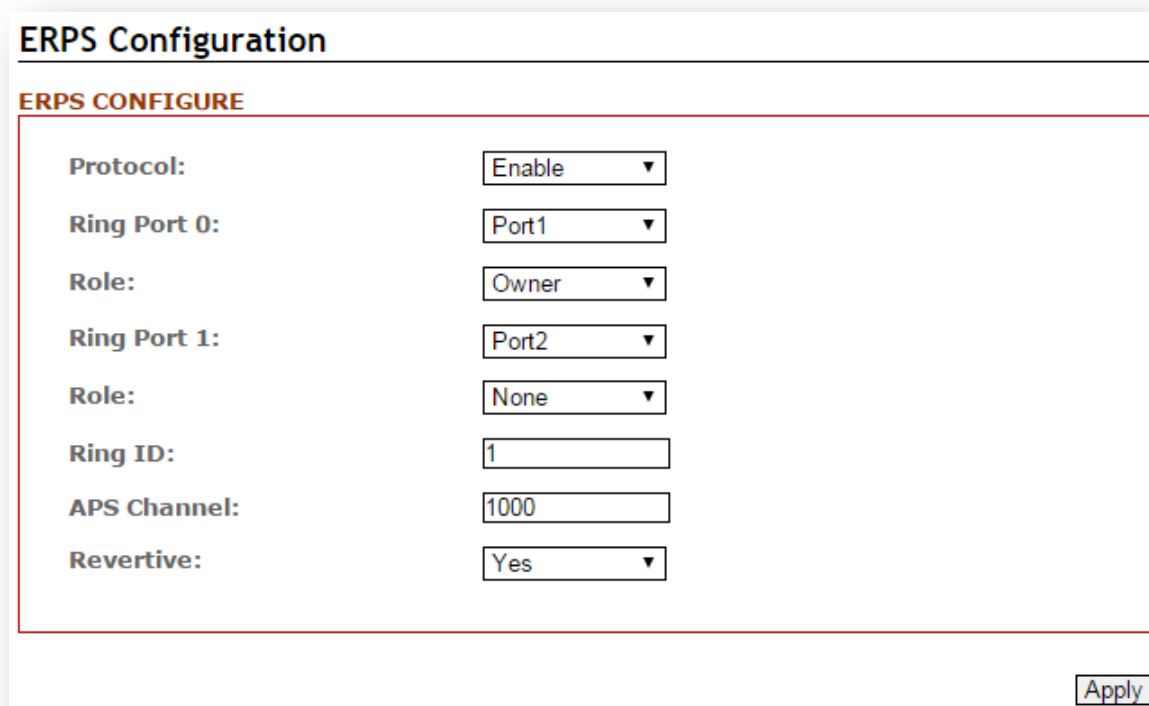 ERPS Configuration
ERPS CONFIGURE
Protocol: Enable
Ring Port 0: Port1
Role: Owner
Ring Port 1: Port2
Role: None
Ring ID: 1
APS Channel: 1000
Revertive: Yes
Apply